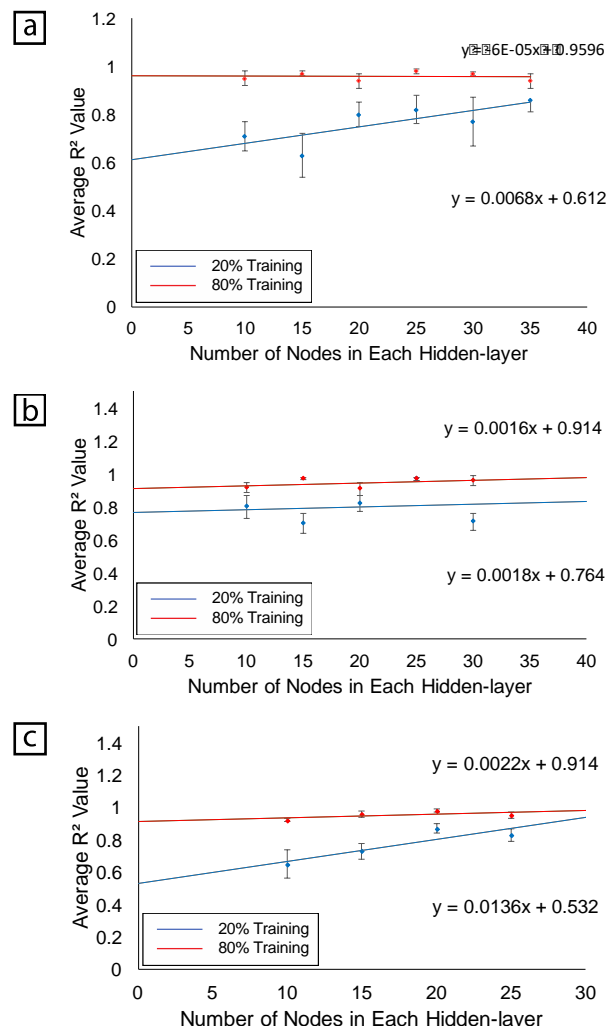 a
1.2
1
0.8
0.6
0.4
0.2
0
Average R² Value
y= 6E-05x+ 0.9596
y = 0.0068x + 0.612
20% Training
80% Training
0 5 10 15 20 25 30 35 40
Number of Nodes in Each Hidden-layer
b
1.4
1.2
1
0.8
0.6
0.4
0.2
0
Average R² Value
y = 0.0016x + 0.914
y = 0.0018x + 0.764
20% Training
80% Training
0 5 10 15 20 25 30 35 40
Number of Nodes in Each Hidden-layer
c
1.4
1.2
1
0.8
0.6
0.4
0.2
0
Average R² Value
y = 0.0022x + 0.914
y = 0.0136x + 0.532
20% Training
80% Training
0 5 10 15 20 25 30
Number of Nodes in Each Hidden-layer